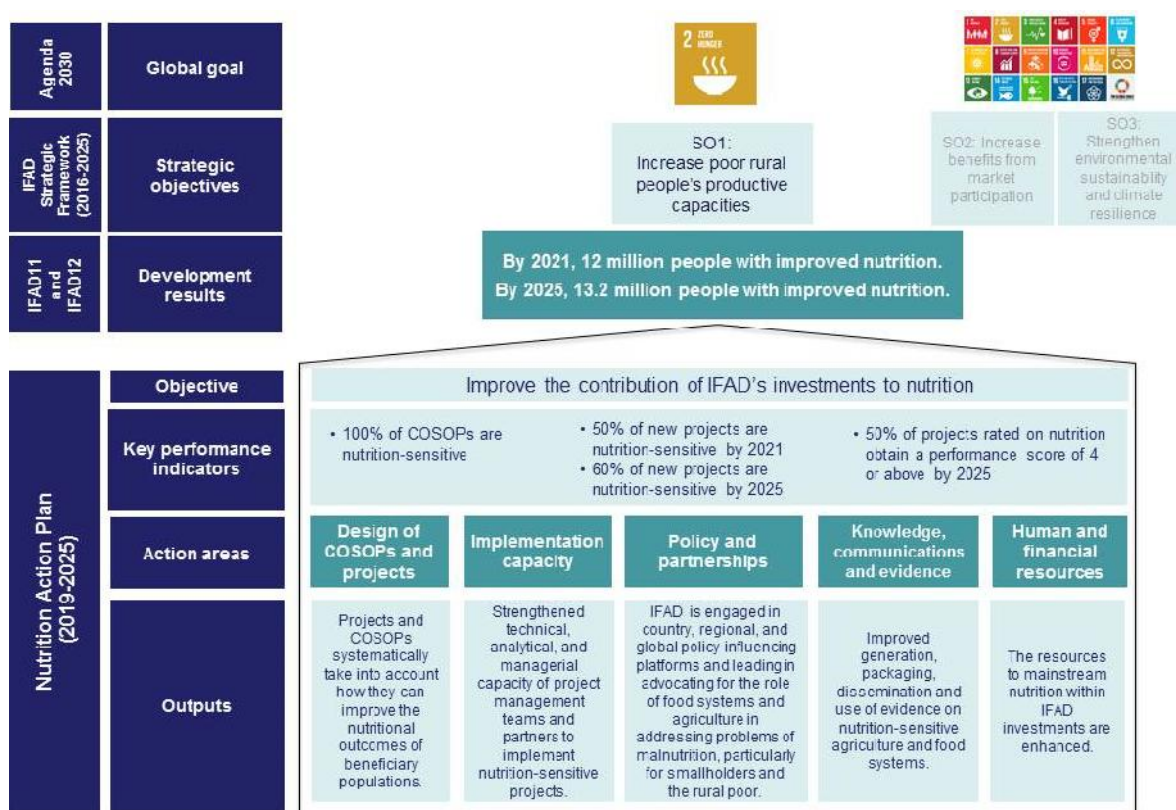 Agenda
2030
Global goal
2 ZERO
HUNGER
IFAD
Strategic
Framework
(2016-2025)
Strategic
objectives
SO1:
Increase poor rural
people's productive
capacities
SO2: Increase
benefits from
market
participation
SO3:
Strengthen
environmental
sustainablity
and climate
resilience
IFAD11
and
IFAD12
Development
results
By 2021, 12 million people with improved nutrition.
By 2025, 13.2 million people with improved nutrition.
Nutrition Action Plan
(2019-2025)
Objective
Improve the contribution of IFAD's investments to nutrition
Key performance
indicators
• 100% of COSOPs are
nutrition-sensitive
• 50% of new projects are
nutrition-sensitive by 2021
• 60% of new projects are
nutrition-sensitive by 2025
• 50% of projects rated on nutrition
obtain a performance score of 4
or above by 2025
Action areas
Design of
COSOPs and
projects
Implementation
capacity
Policy and
partnerships
Knowledge,
communications
and evidence
Human and
financial
resources
Outputs
Projects and
COSOPs
systematically
take into account
how they can
improve the
nutritional
outcomes of
beneficiary
populations.
Strengthened
technical,
analytical, and
managerial
capacity of project
management
teams and
partners to
implement
nutrition-sensitive
projects.
IFAD is engaged in
country, regional, and
global policy influencing
platforms and leading in
advocating for the role
of food systems and
agriculture in
addressing problems of
malnutrition, particularly
for smallholders and
the rural poor.
Improved
generation,
packaging,
dissemination and
use of evidence on
nutrition-sensitive
agriculture and food
systems.
The resources
to mainstream
nutrition within
IFAD
investments are
enhanced.